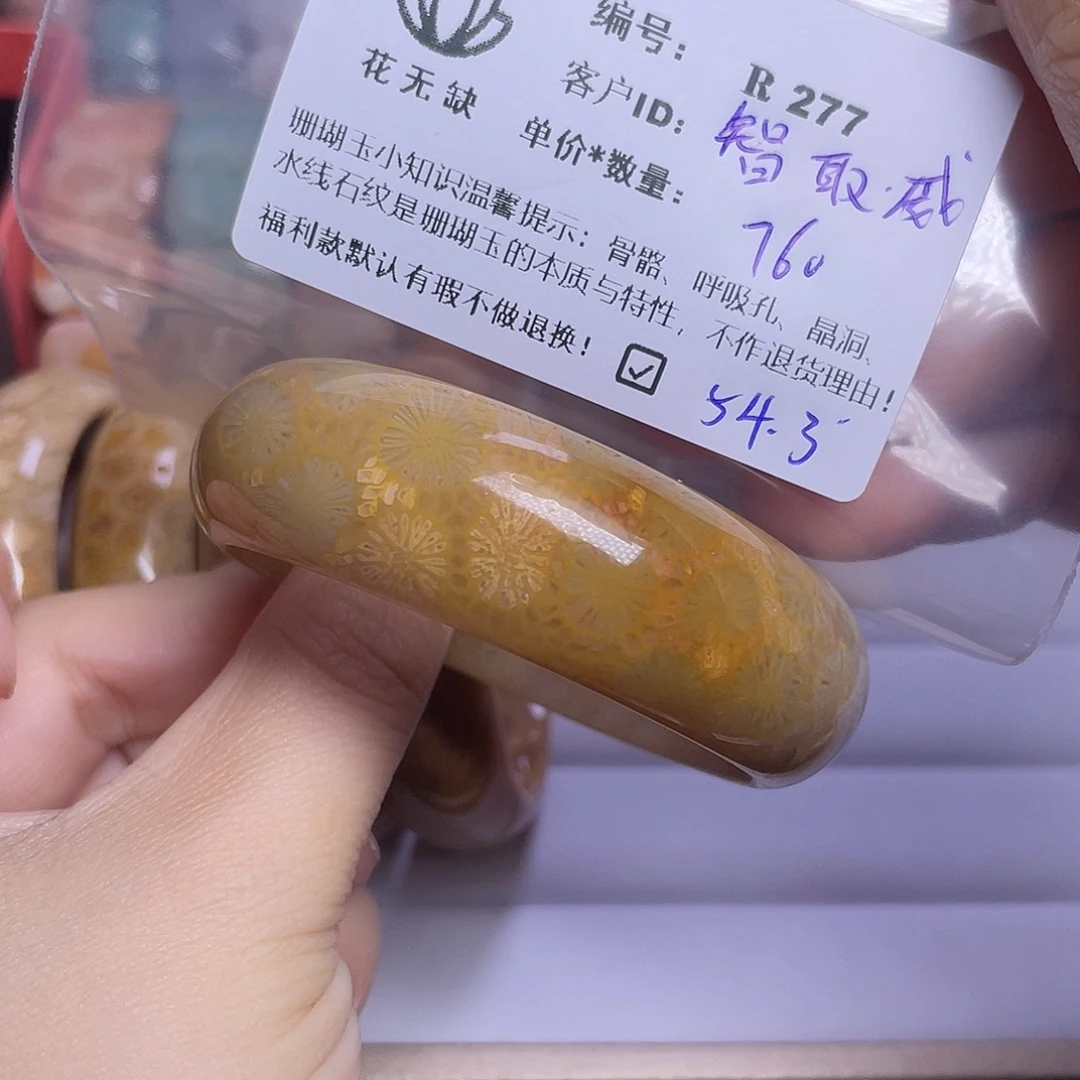 花无缺
编号: R 277
客户ID: 智取·威
单价*数量: 760
珊瑚玉小知识温馨提示: 骨骼、呼吸孔、晶洞、
水线石纹是珊瑚玉的本质与特性, 不作退货理由!
福利款默认有瑕不做退换! ☑
54.3